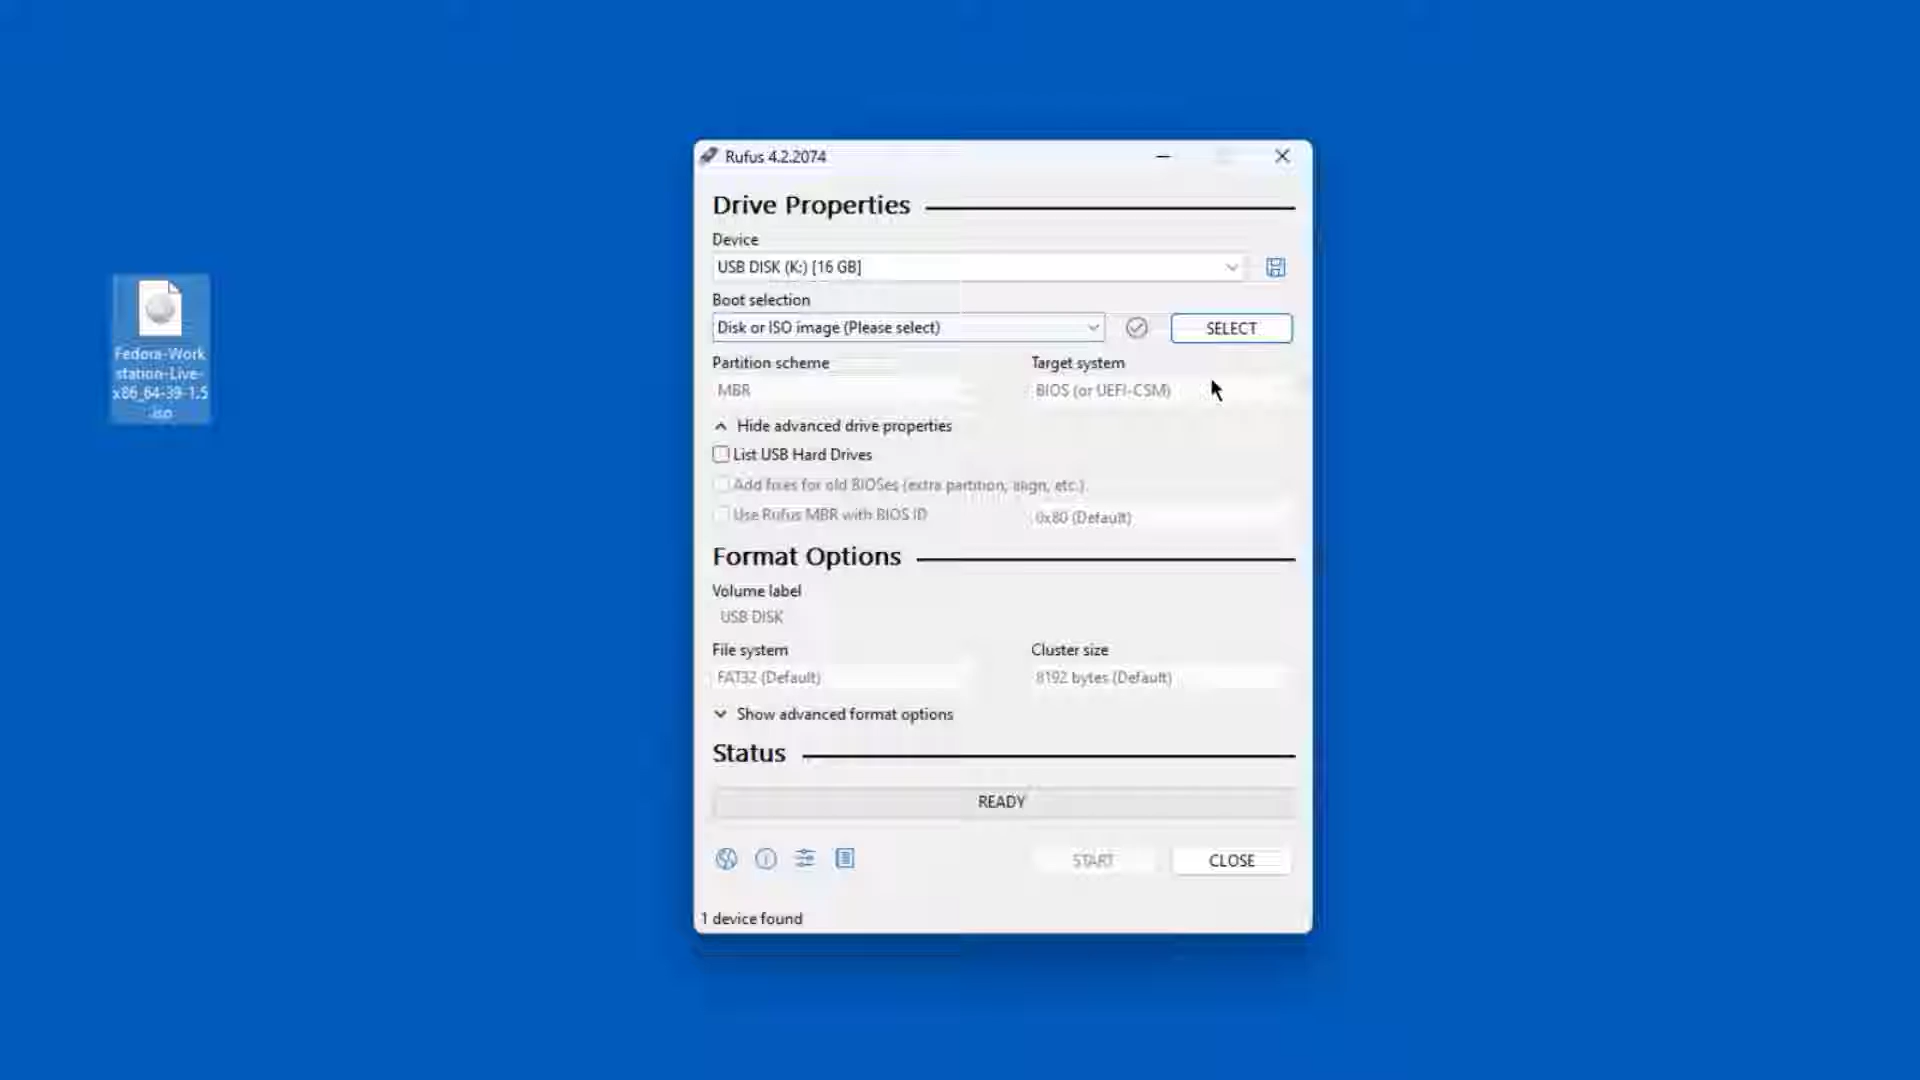 Rufus 4.2.2074
Drive Properties
Device
USB DISK (K:) [16 GB]
Boot selection
Disk or ISO image (Please select)
SELECT
Partition scheme
Target system
MBR
BIOS (or UEFI-CSM)
Hide advanced drive properties
List USB Hard Drives
Add fixes for old BIOSes (extra partition, align, etc.)
Use Rufus MBR with BIOS ID
0x80 (Default)
Format Options
Volume label
USB DISK
File system
Cluster size
FAT32 (Default)
8192 bytes (Default)
Show advanced format options
Status
READY
START
CLOSE
1 device found
Fedora-Work
station-Live-
x86_64-39-1.5
.iso